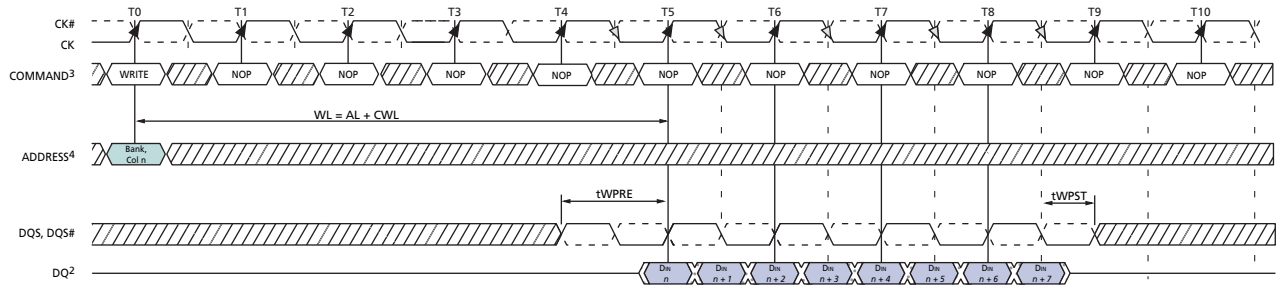 T0 T1 T2 T3 T4 T5 T6 T7 T8 T9 T10
CK#
CK
COMMAND3 WRITE NOP NOP NOP NOP NOP NOP NOP NOP NOP NOP
WL = AL + CWL
ADDRESS4 Bank,
Col n
tWPRE tWPST
DQS, DQS#
DQ2 DIN DIN DIN DIN DIN DIN DIN DIN
n n + 1 n + 2 n + 3 n + 4 n + 5 n + 6 n + 7